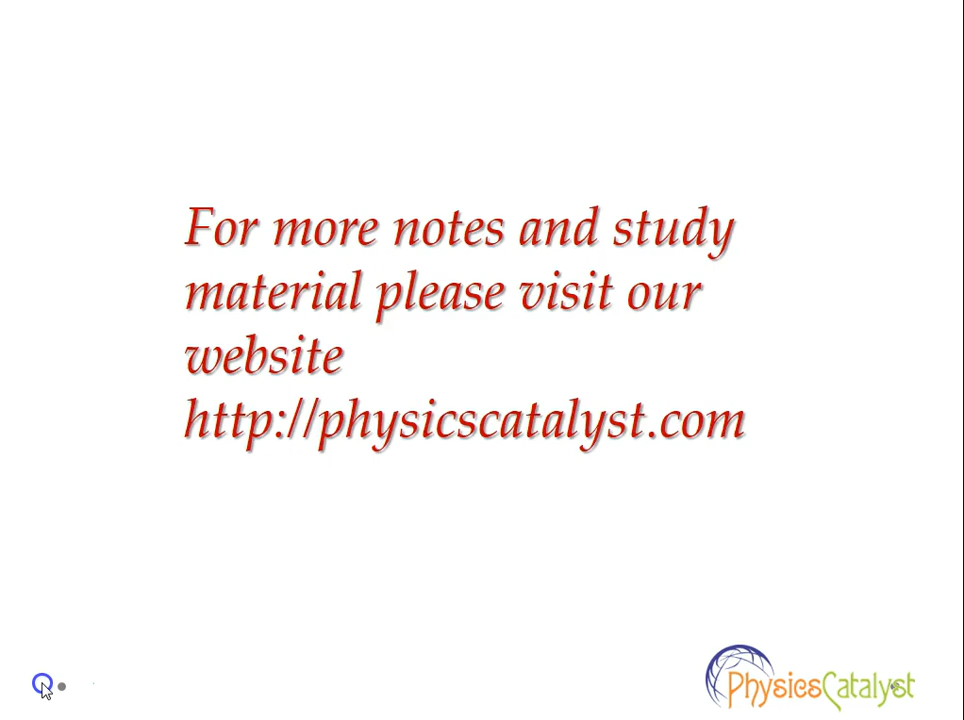 For more notes and study
material please visit our
website
http://physicscatalyst.com
PhysicsCatalyst